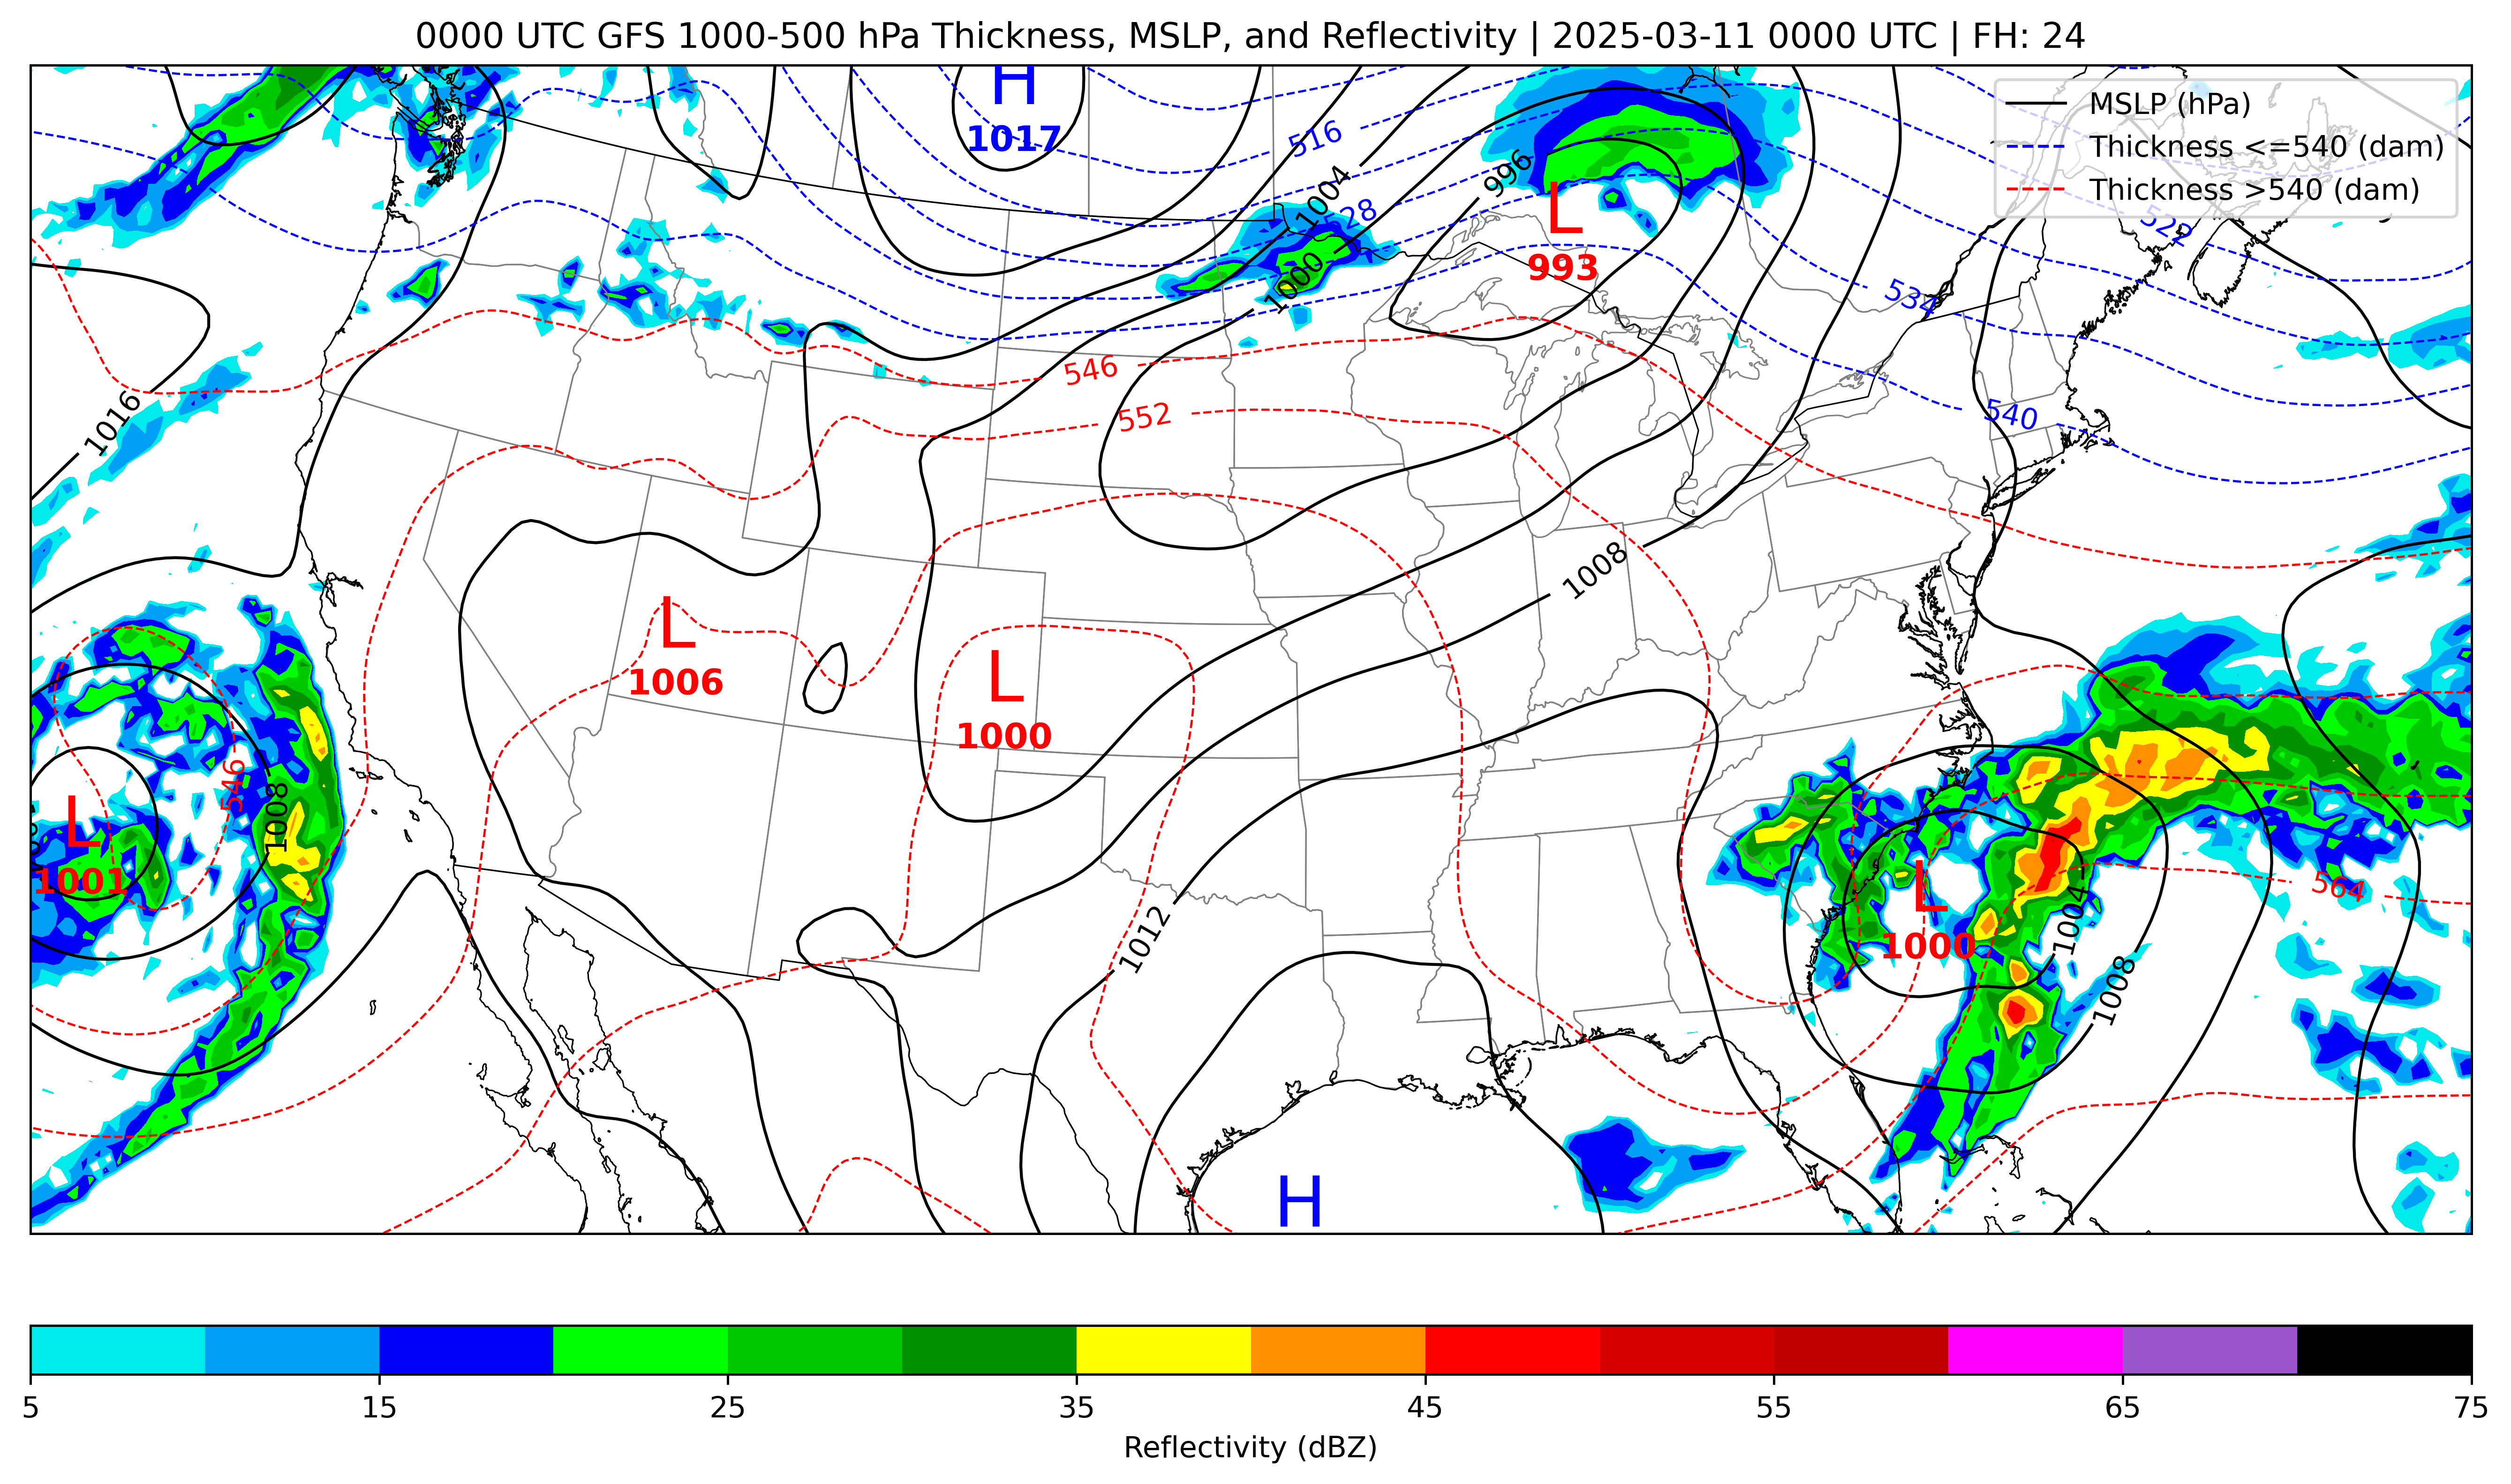 0000 UTC GFS 1000-500 hPa Thickness, MSLP, and Reflectivity | 2025-03-11 0000 UTC | FH: 24
MSLP (hPa)
Thickness <=540 (dam)
Thickness >540 (dam)
H
1017
516
996
1004
528
L
993
522
1000
534
546
552
540
1016
1008
L
1006
L
1000
546
1008
L
1001
L
1000
564
1004
1012
1008
H
5 15 25 35 45 55 65 75
Reflectivity (dBZ)